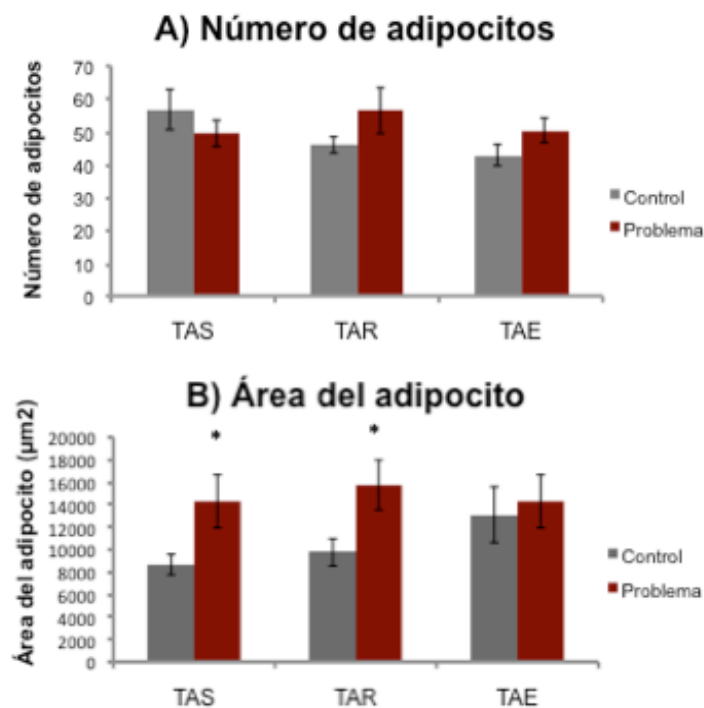 A) Número de adipocitos
Número de adipocitos
70
60
50
40
30
20
10
0
TAS TAR TAE
Control
Problema
B) Área del adipocito
Área del adipocito (µm2)
20000
18000
16000
14000
12000
10000
8000
6000
4000
2000
0
* *
TAS TAR TAE
Control
Problema